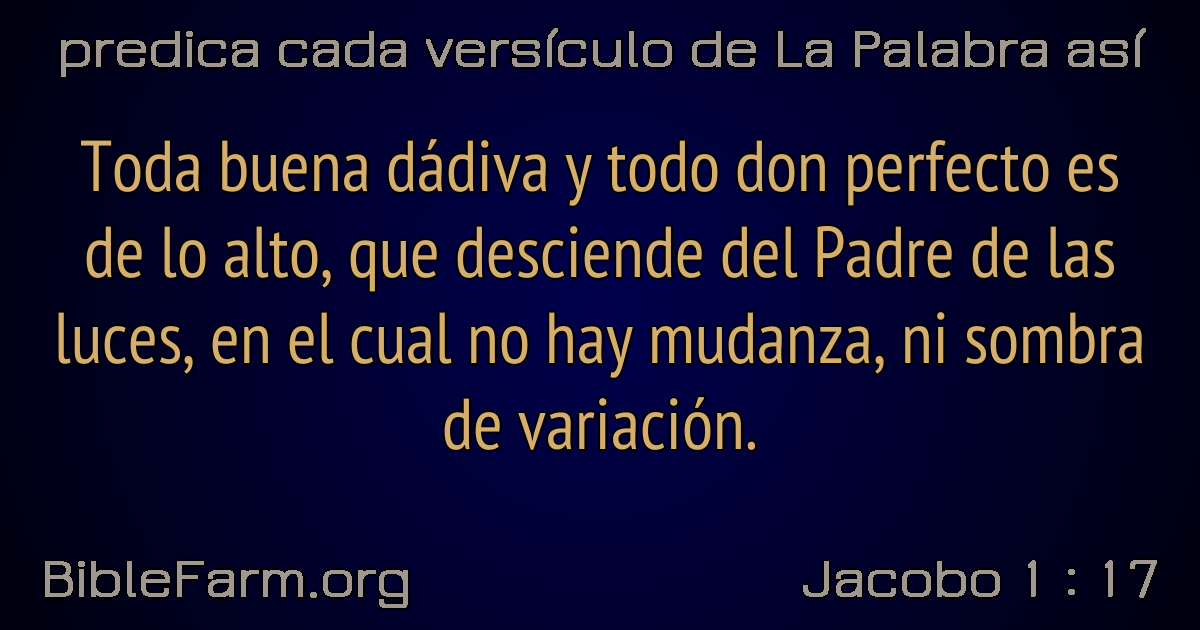 predica cada versículo de La Palabra así
Toda buena dádiva y todo don perfecto es
de lo alto, que desciende del Padre de las
luces, en el cual no hay mudanza, ni sombra
de variación.
BibleFarm.org
Jacobo 1 : 17